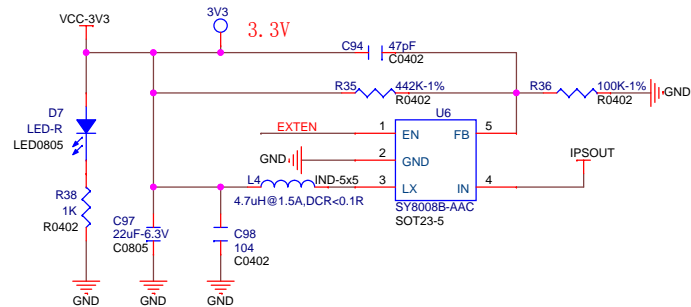 VCC-3V3
3V3
3.3V
C94
47pF
C0402
R35
442K-1%
R0402
R36
100K-1%
R0402
GND
D7
LED-R
LED0805
U6
EXTEN
1
EN
FB
5
GND
2
GND
IPSOUT
L4
IND-5x5
3
LX
IN
4
4.7uH@1.5A,DCR<0.1R
SY8008B-AAC
SOT23-5
R38
1K
R0402
C97
22uF-6.3V
C0805
C98
104
C0402
GND
GND
GND